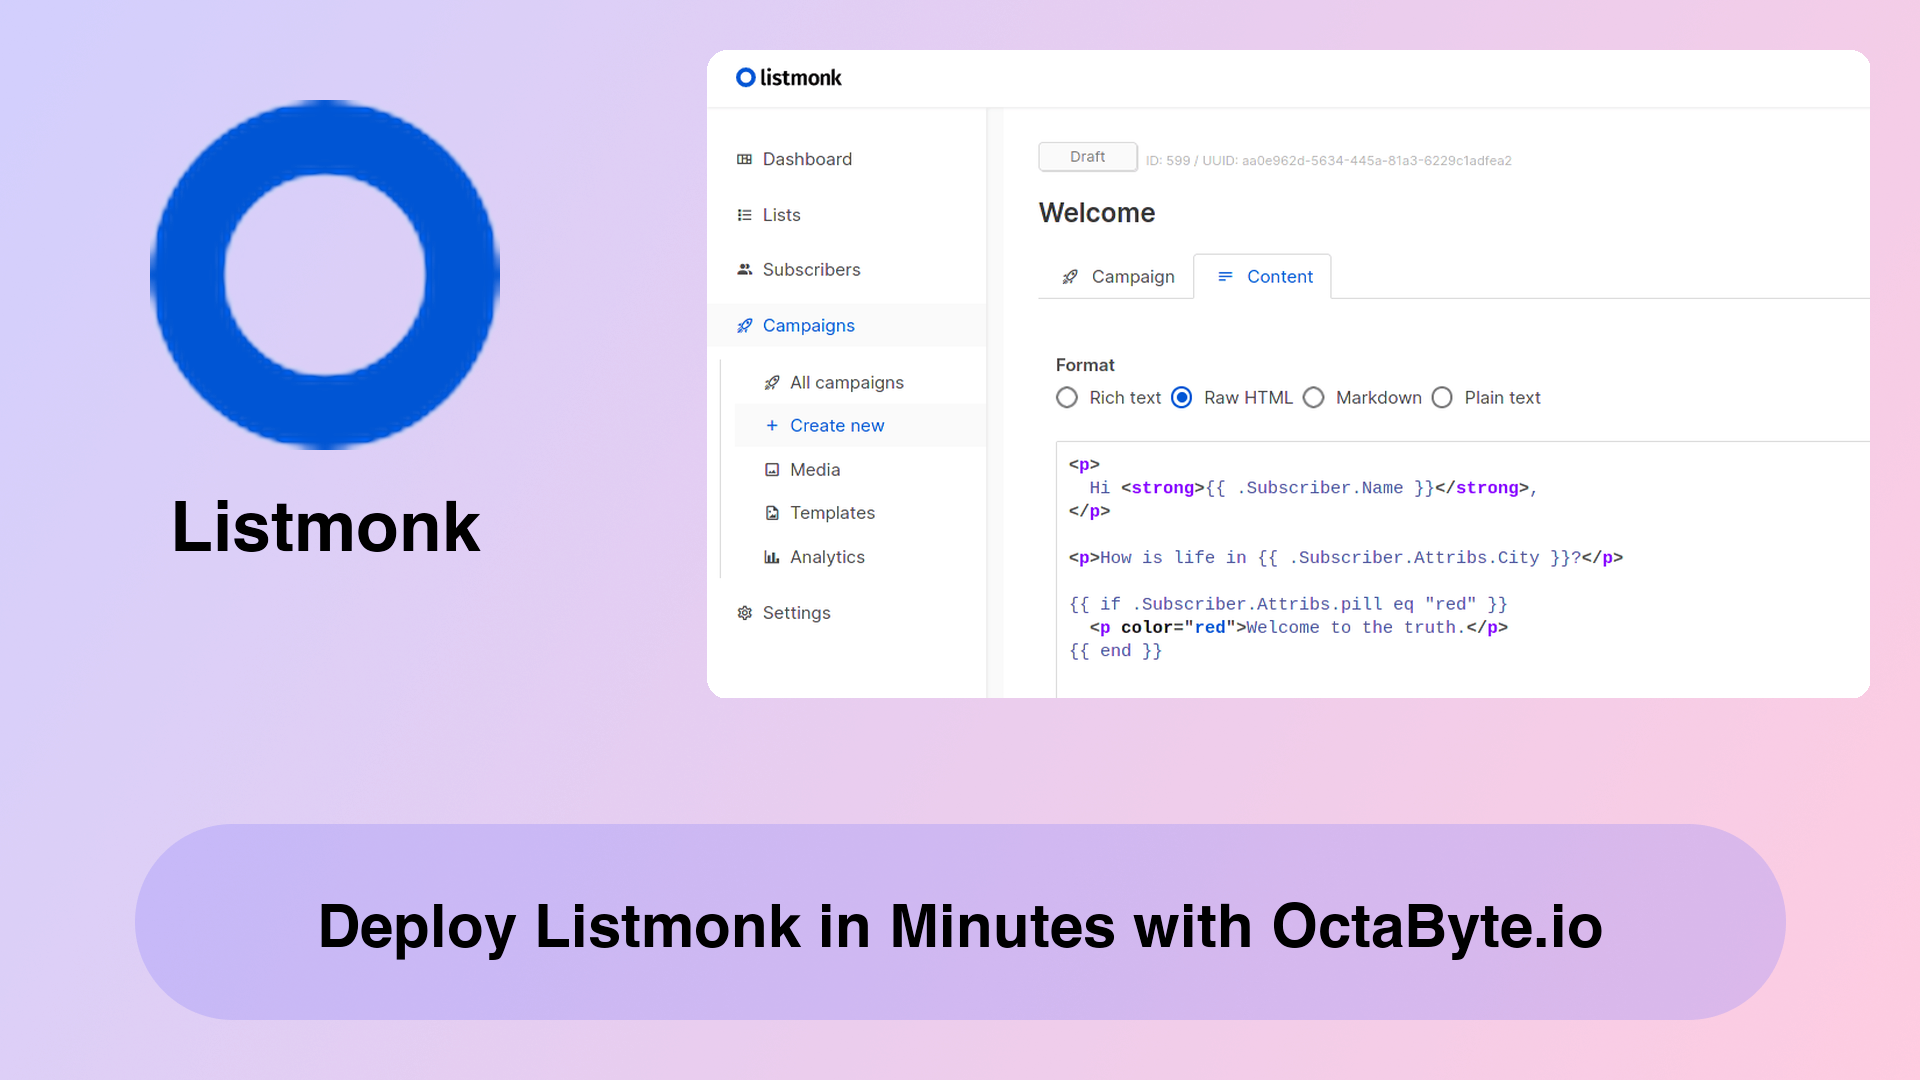 Listmonk
listmonk
Dashboard
Lists
Subscribers
Campaigns
All campaigns
Create new
Media
Templates
Analytics
Settings
Draft
ID: 599 / UUID: aa0e962d-5634-445a-81a3-6229c1adfea2
Welcome
Campaign
Content
Format
Rich text
Raw HTML
Markdown
Plain text
<p>
  Hi <strong>{{ .Subscriber.Name }}</strong>,
</p>
<p>How is life in {{ .Subscriber.Attribs.City }}?</p>
{{ if .Subscriber.Attribs.pill eq "red" }}
  <p color="red">Welcome to the truth.</p>
{{ end }}
Deploy Listmonk in Minutes with OctaByte.io